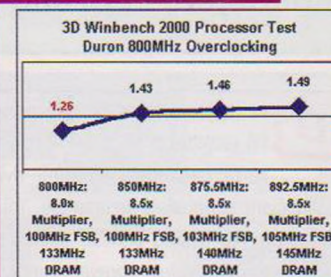 3D Winbench 2000 Processor Test
Duron 800MHz Overclocking
1.26
1.43
1.46
1.49
800MHz:
8.0x
Multiplier,
100MHz FSB,
133MHz
DRAM
850MHz:
8.5x
Multiplier,
100MHz FSB,
133MHz
DRAM
875.5MHz:
8.5x
Multiplier,
103MHz FSB,
140MHz
DRAM
892.5MHz:
8.5x
Multiplier,
105MHz FSB,
145MHz
DRAM